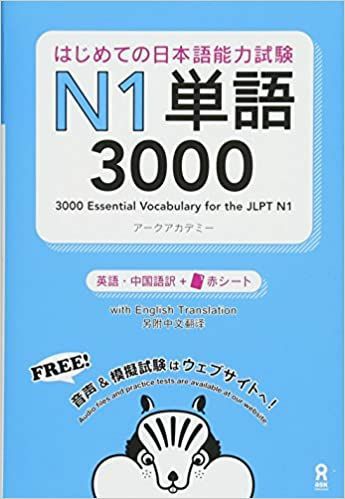 はじめての日本語能力試験
N1 単語
3000
3000 Essential Vocabulary for the JLPT N1
アークアカデミー
英語・中国語訳 + 赤シート
with English Translation
另附中文翻译
FREE!
音声 & 模擬試験はウェブサイトへ!
Audio files and practice tests are available at our website.
ask